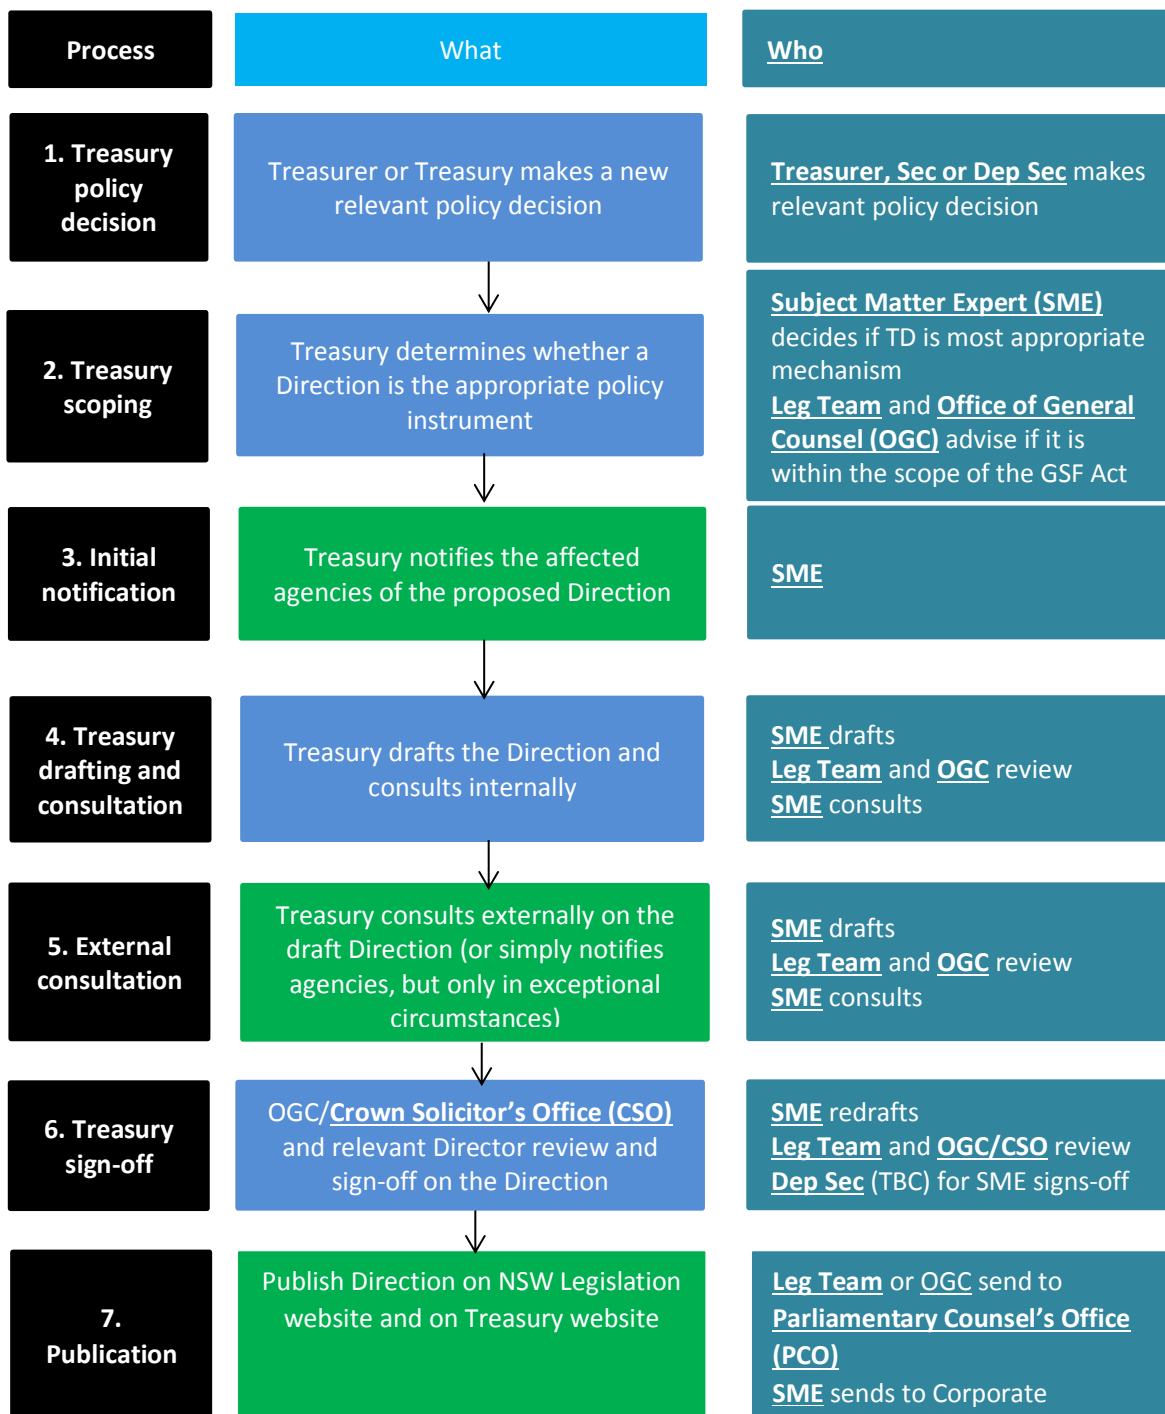 Process
What
Who
1. Treasury
policy
decision
Treasurer or Treasury makes a new
relevant policy decision
Treasurer, Sec or Dep Sec makes
relevant policy decision
2. Treasury
scoping
Treasury determines whether a
Direction is the appropriate policy
instrument
Subject Matter Expert (SME)
decides if TD is most appropriate
mechanism
Leg Team and Office of General
Counsel (OGC) advise if it is
within the scope of the GSF Act
3. Initial
notification
Treasury notifies the affected
agencies of the proposed Direction
SME
4. Treasury
drafting and
consultation
Treasury drafts the Direction and
consults internally
SME drafts
Leg Team and OGC review
SME consults
5. External
consultation
Treasury consults externally on the
draft Direction (or simply notifies
agencies, but only in exceptional
circumstances)
SME drafts
Leg Team and OGC review
SME consults
6. Treasury
sign-off
OGC/Crown Solicitor’s Office (CSO)
and relevant Director review and
sign-off on the Direction
SME redrafts
Leg Team and OGC/CSO review
Dep Sec (TBC) for SME signs-off
7.
Publication
Publish Direction on NSW Legislation
website and on Treasury website
Leg Team or OGC send to
Parliamentary Counsel’s Office
(PCO)
SME sends to Corporate